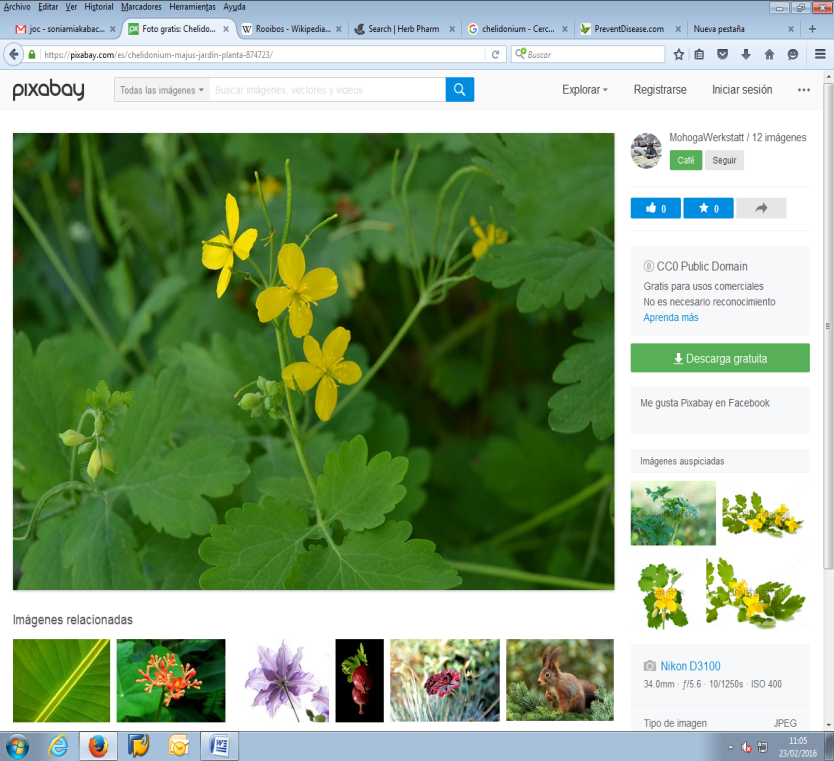 Archivo Editar Ver Historial Marcadores Herramientas Ayuda
joc - soniamiakabac... × Foto gratis: Chelido... × W Rooibos - Wikipedia... × Search | Herb Pharm × G chelidonium - Cerc... × PreventDisease.com × Nueva pestaña × +
https://pixabay.com/es/chelidonium-majus-jardín-planta-874723/ Buscar
pixabay Todas las imágenes Buscar imágenes, vectores y videos Explorar Registrarse Iniciar sesión
MohogaWerkstatt / 12 imágenes
Café Seguir
0 0
CC0 Public Domain
Gratis para usos comerciales
No es necesario reconocimiento
Aprenda más
Descarga gratuita
Me gusta Pixabay en Facebook
Imágenes auspiciadas
Imágenes relacionadas
Nikon D3100
34.0mm · ƒ/5.6 · 10/1250s · ISO 400
Tipo de imagen JPEG
11:05
23/02/2016